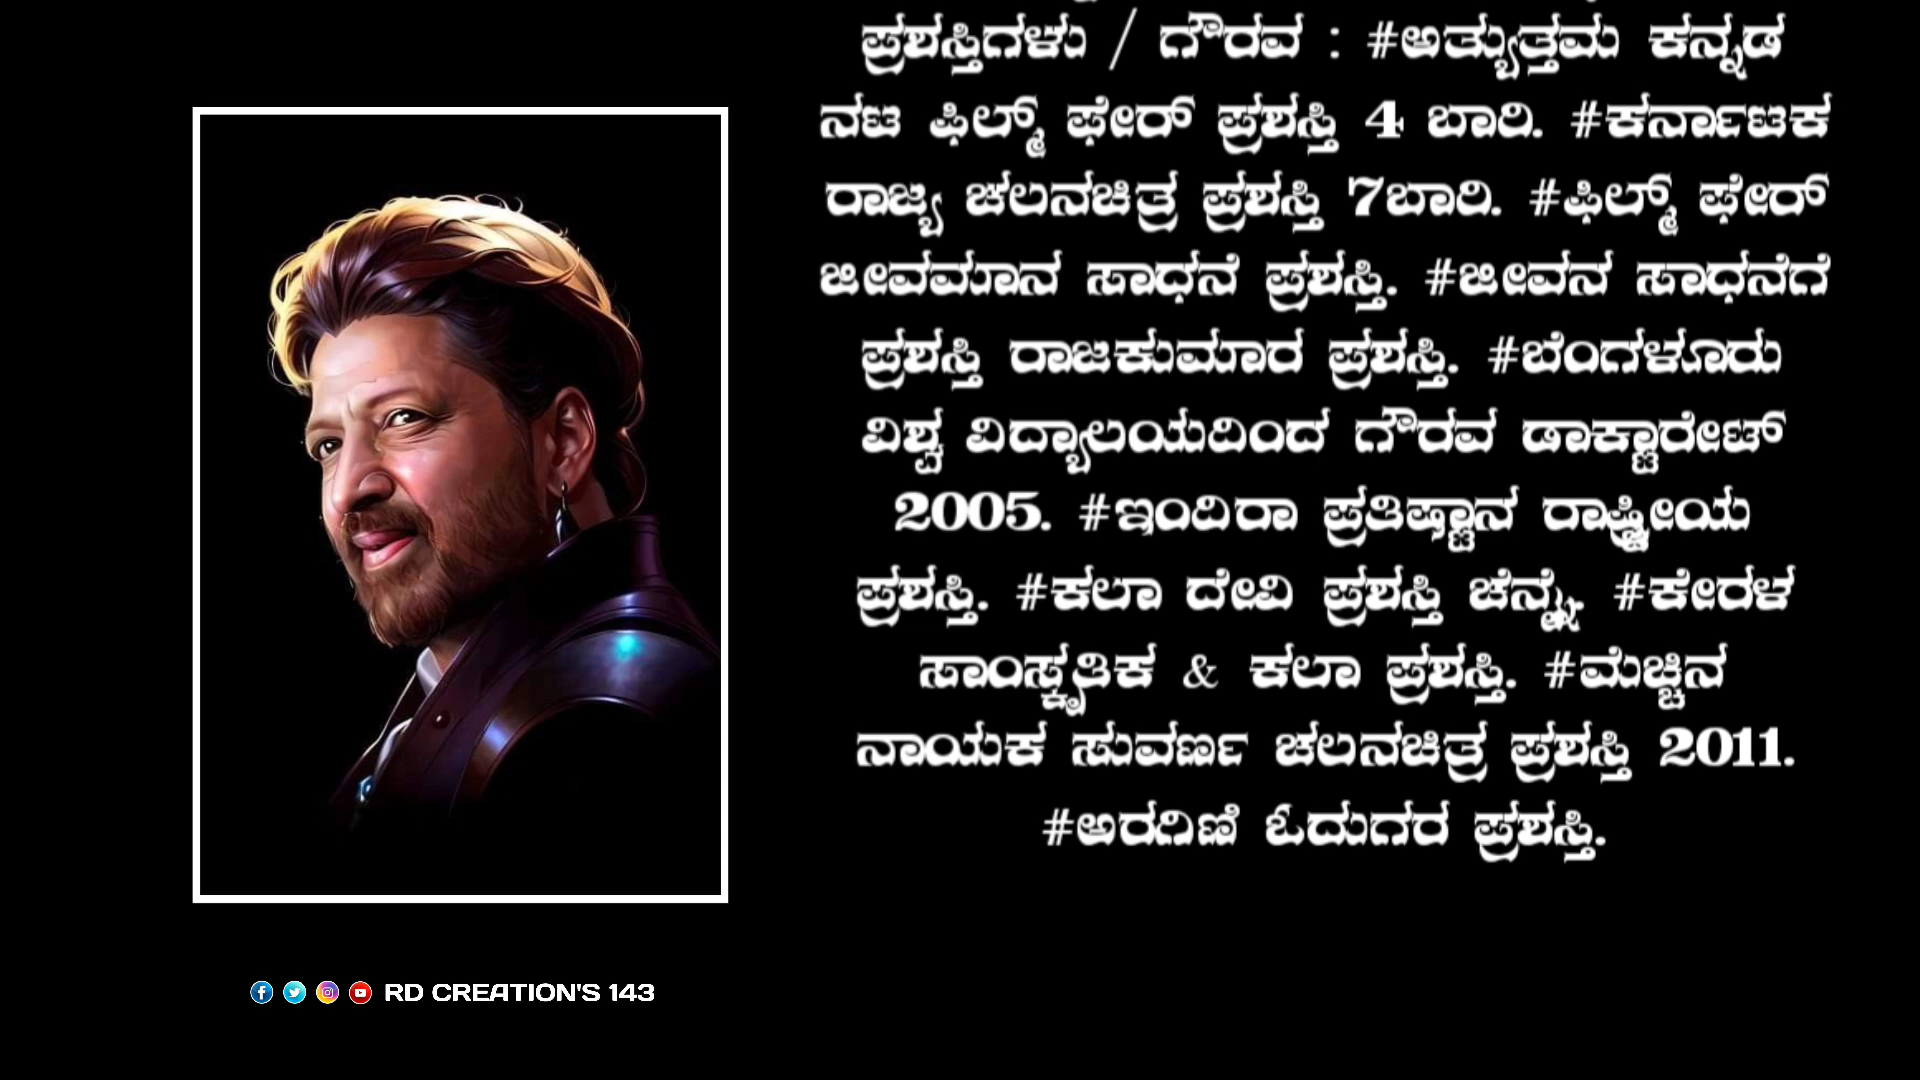 ಪ್ರಶಸ್ತಿಗಳು / ಗೌರವ : #ಅತ್ಯುತ್ತಮ ಕನ್ನಡ
ನಟ ಫಿಲ್ಮ್ ಫೇರ್ ಪ್ರಶಸ್ತಿ 4 ಬಾರಿ. #ಕರ್ನಾಟಕ
ರಾಜ್ಯ ಚಲನಚಿತ್ರ ಪ್ರಶಸ್ತಿ 7ಬಾರಿ. #ಫಿಲ್ಮ್ ಫೇರ್
ಜೀವಮಾನ ಸಾಧನೆ ಪ್ರಶಸ್ತಿ. #ಜೀವನ ಸಾಧನೆಗೆ
ಪ್ರಶಸ್ತಿ ರಾಜಕುಮಾರ ಪ್ರಶಸ್ತಿ. #ಬೆಂಗಳೂರು
ವಿಶ್ವ ವಿದ್ಯಾಲಯದಿಂದ ಗೌರವ ಡಾಕ್ಟಾರೇಟ್
2005. #ಇಂದಿರಾ ಪ್ರತಿಷ್ಟಾನ ರಾಷ್ಟ್ರೀಯ
ಪ್ರಶಸ್ತಿ. #ಕಲಾ ದೇವಿ ಪ್ರಶಸ್ತಿ ಚೆನ್ನೈ. #ಕೇರಳ
ಸಾಂಸ್ಕೃತಿಕ & ಕಲಾ ಪ್ರಶಸ್ತಿ. #ಮೆಚ್ಚಿನ
ನಾಯಕ ಸುವರ್ಣ ಚಲನಚಿತ್ರ ಪ್ರಶಸ್ತಿ 2011.
#ಅರಗಿಣಿ ಓದುಗರ ಪ್ರಶಸ್ತಿ.
RD CREATION'S 143